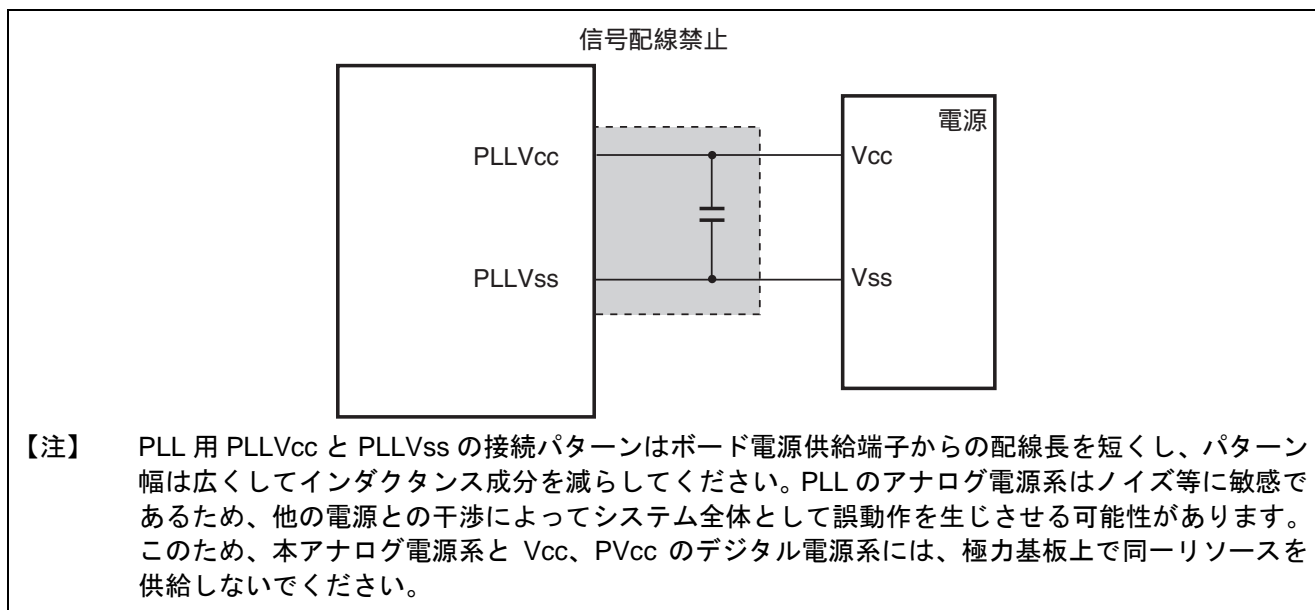 信号配線禁止
電源
PLLVcc
Vcc
PLLVss
Vss
【注】 PLL 用 PLLVcc と PLLVss の接続パターンはボード電源供給端子からの配線長を短くし、パターン
幅は広くしてインダクタンス成分を減らしてください。PLL のアナログ電源系はノイズ等に敏感で
あるため、他の電源との干渉によってシステム全体として誤動作を生じさせる可能性があります。
このため、本アナログ電源系と Vcc、PVcc のデジタル電源系には、極力基板上で同一リソースを
供給しないでください。